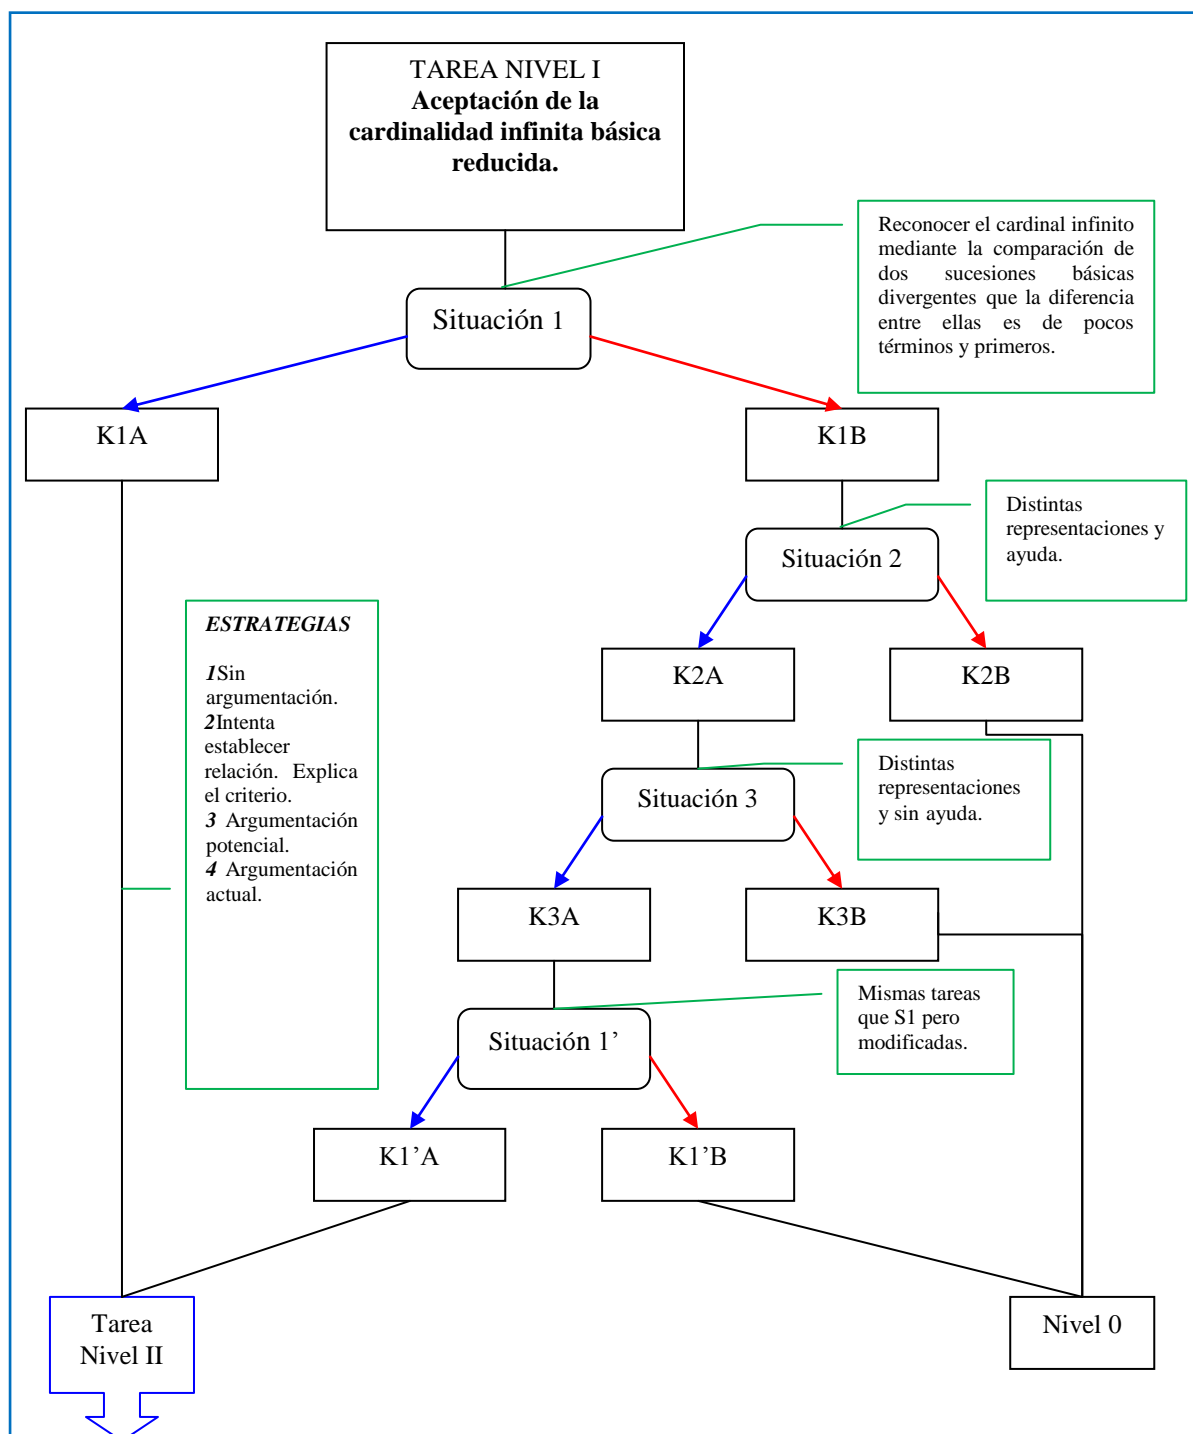 TAREA NIVEL I
Aceptación de la
cardinalidad infinita básica
reducida.
Reconocer el cardinal infinito
mediante la comparación de
dos sucesiones básicas
divergentes que la diferencia
entre ellas es de pocos
términos y primeros.
Situación 1
K1A
K1B
Distintas
representaciones y
ayuda.
Situación 2
ESTRATEGIAS
1Sin
argumentación.
2Intenta
establecer
relación. Explica
el criterio.
3 Argumentación
potencial.
4 Argumentación
actual.
K2A
K2B
Distintas
representaciones
y sin ayuda.
Situación 3
K3A
K3B
Mismas tareas
que S1 pero
modificadas.
Situación 1’
K1’A
K1’B
Tarea
Nivel II
Nivel 0